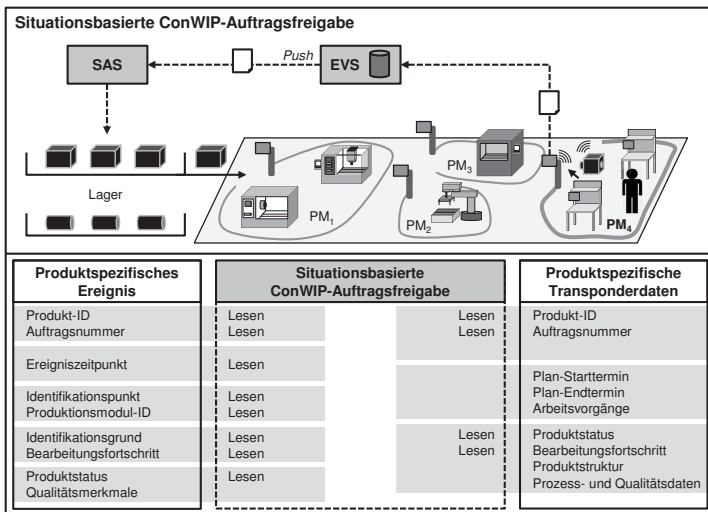 Situationsbasierte ConWIP-Auftragsfreigabe
SAS
Push
EVS
Lager
PM1
PM2
PM3
PM4
Produktspezifisches
Ereignis
Situationsbasierte
ConWIP-Auftragsfreigabe
Produktspezifische
Transponderdaten
Produkt-ID Lesen Lesen Produkt-ID
Auftragsnummer Lesen Lesen Auftragsnummer
Ereigniszeitpunkt Lesen
Plan-Starttermin
Plan-Endtermin
Arbeitsvorgänge
Identifikationspunkt Lesen
Produktionsmodul-ID Lesen
Identifikationsgrund Lesen Lesen Produktstatus
Bearbeitungsfortschritt Lesen Lesen Bearbeitungsfortschritt
Produktstruktur
Produktstatus Lesen Prozess- und Qualitätsdaten
Qualitätsmerkmale